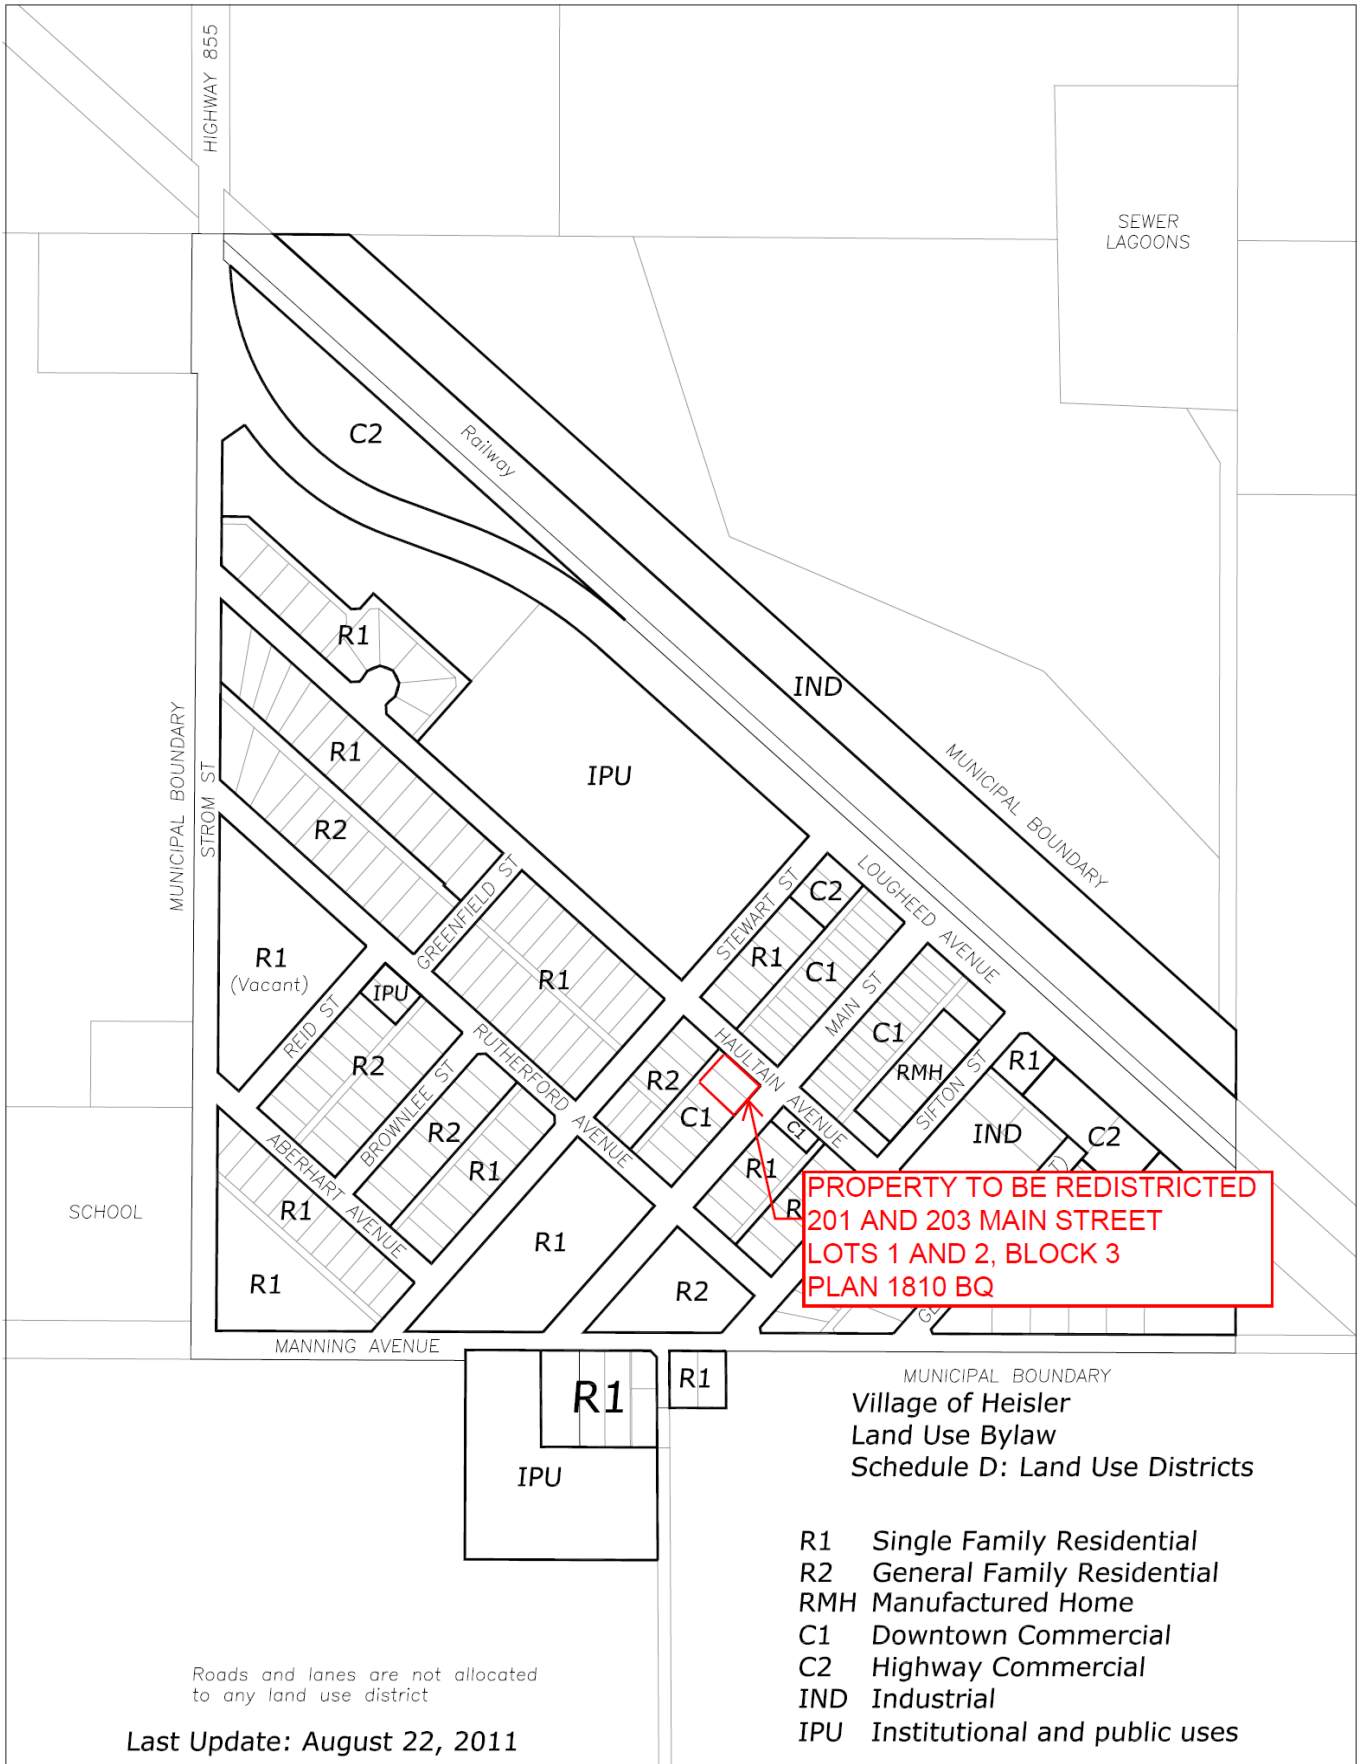 HIGHWAY 855
SEWER
LAGOONS
C2
Railway
R1
IND
IPU
MUNICIPAL BOUNDARY
STROM ST
MUNICIPAL BOUNDARY
R1
R2
GREENFIELD ST
STEWART ST
C2
LOUGHEED AVENUE
R1
(Vacant)
IPU
R1
R1
C1
MAIN ST
REID ST
R2
BROWNLEE ST
RUTHERFORD AVENUE
R2
HAULTAIN AVENUE
C1
RMH
SIFTON ST
R1
IND
C2
ABERHART AVENUE
R2
R1
C1
C1
R1
SCHOOL
R1
R1
R1
R2
PROPERTY TO BE REDISTRICTED
201 AND 203 MAIN STREET
LOTS 1 AND 2, BLOCK 3
PLAN 1810 BQ
MANNING AVENUE
R1
R1
IPU
MUNICIPAL BOUNDARY
Village of Heisler
Land Use Bylaw
Schedule D: Land Use Districts
R1 Single Family Residential
R2 General Family Residential
RMH Manufactured Home
C1 Downtown Commercial
C2 Highway Commercial
IND Industrial
IPU Institutional and public uses
Roads and lanes are not allocated
to any land use district
Last Update: August 22, 2011